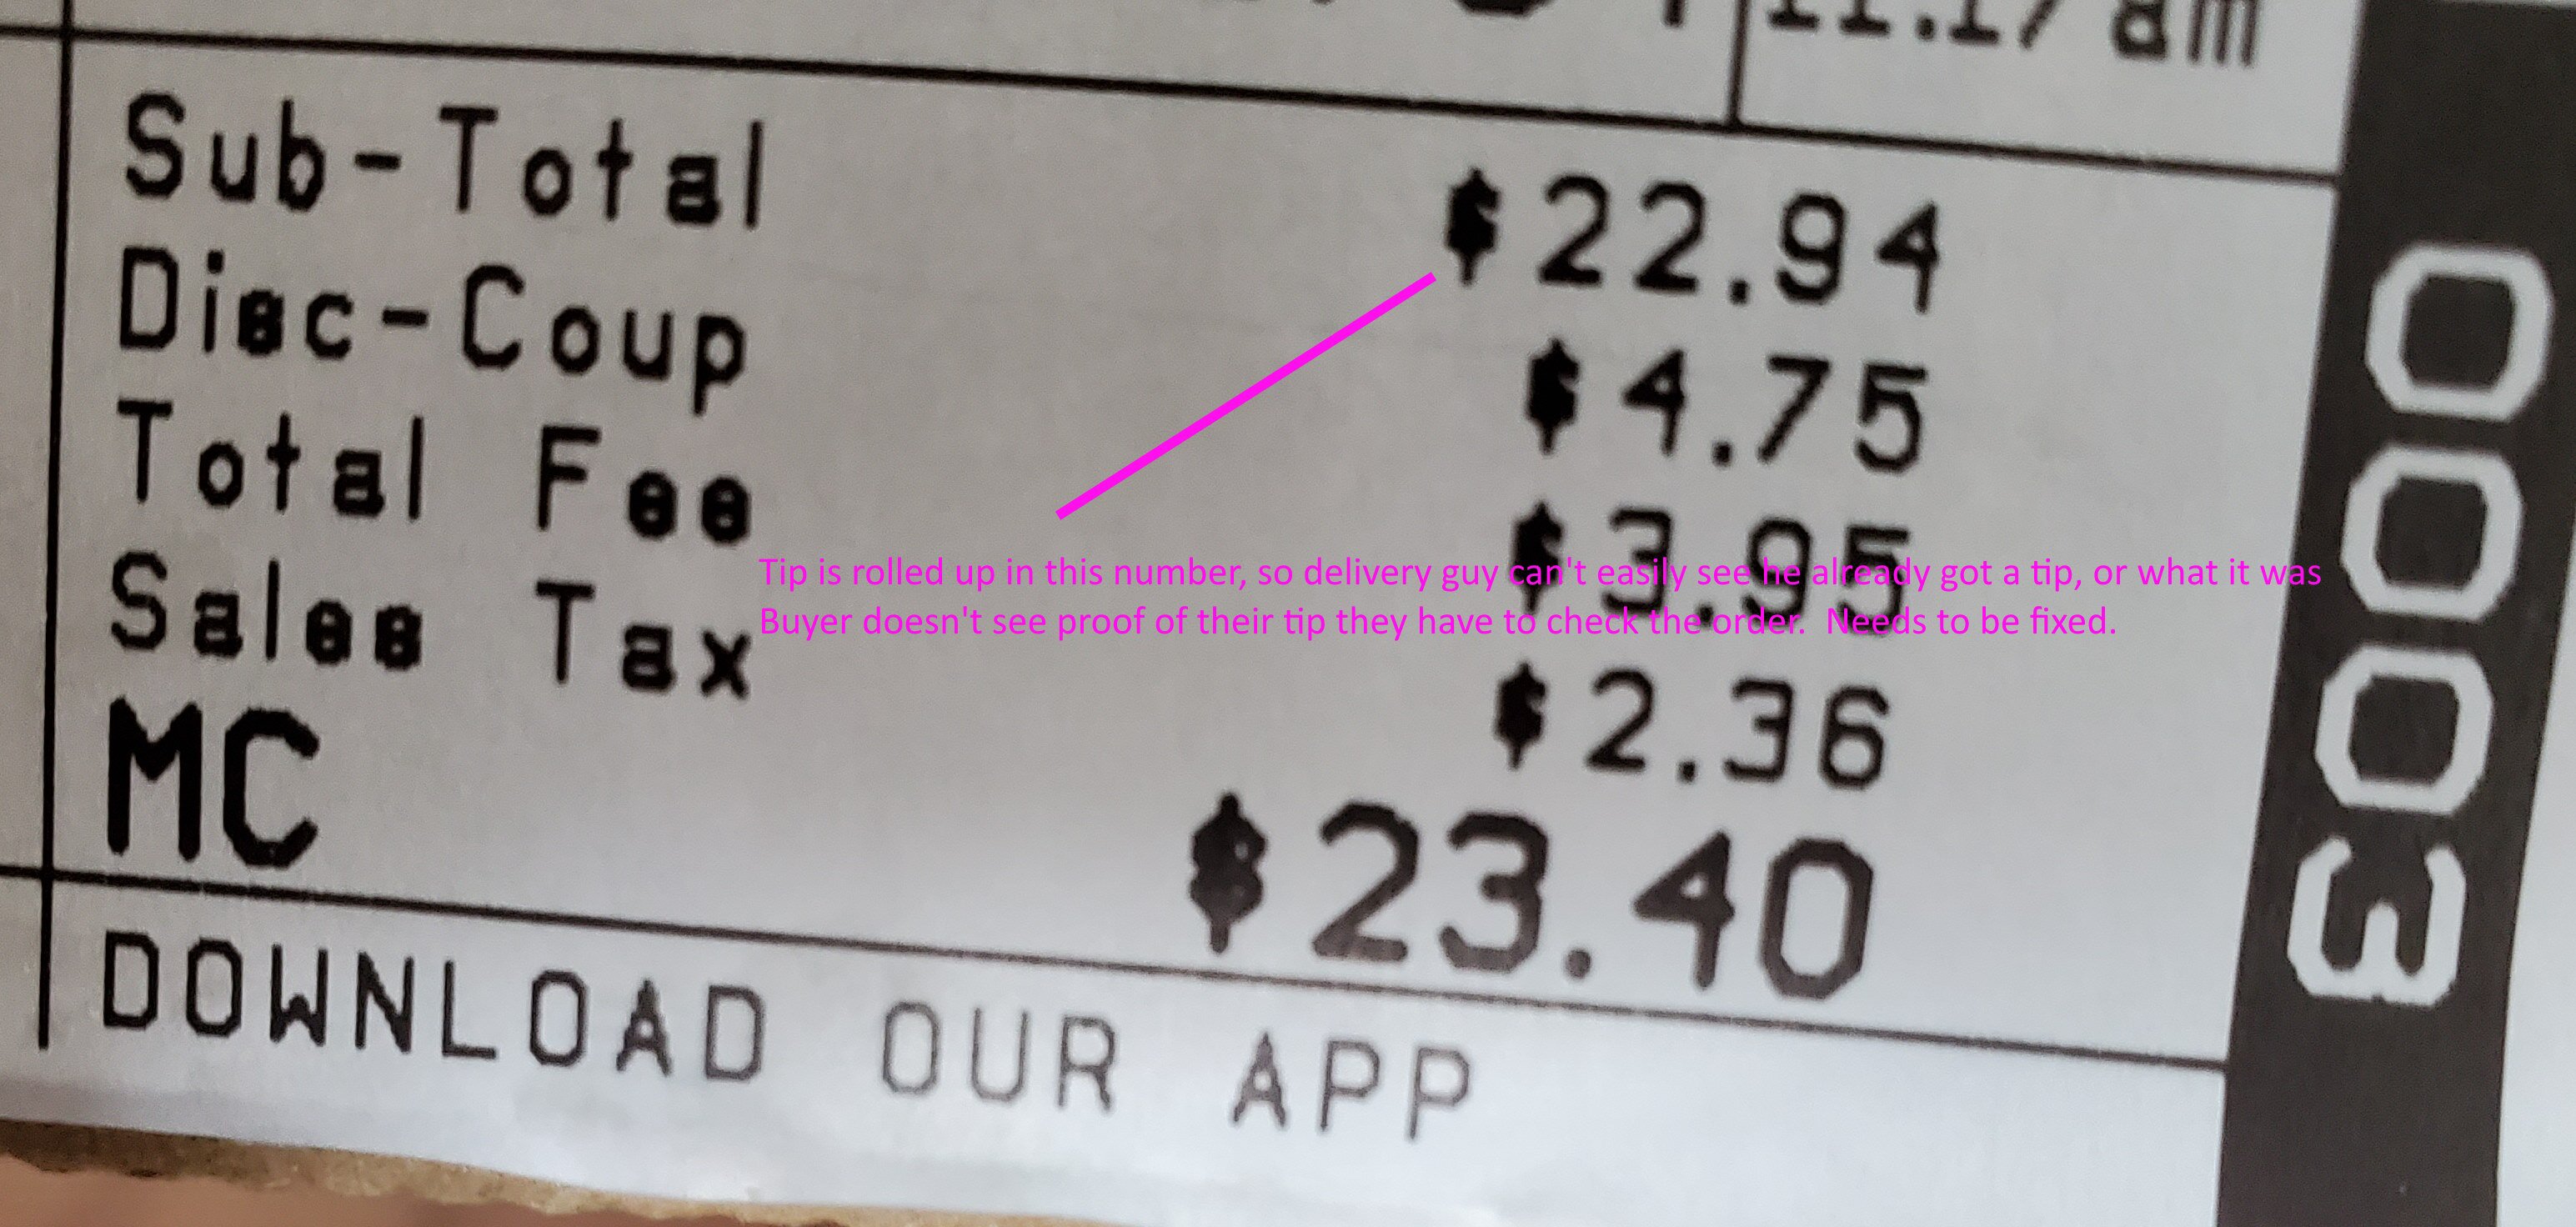 11:17 am
Sub-Total $22.94
Disc-Coup $4.75
Total Fee $3.95
Tip is rolled up in this number, so delivery guy can't easily see he already got a tip, or what it was
Buyer doesn't see proof of their tip they have to check the order.  Needs to be fixed.
Sales Tax $2.36
MC $23.40
DOWNLOAD OUR APP
0003